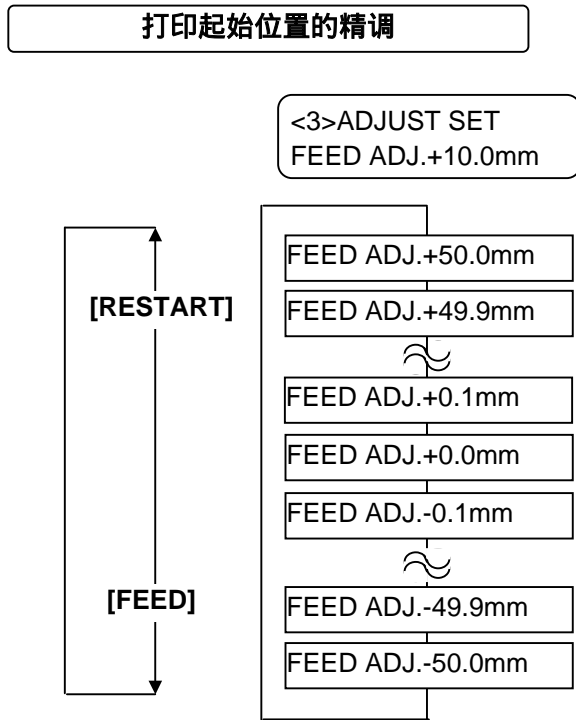 打印起始位置的精调
<3>ADJUST SET
FEED ADJ.+10.0mm
FEED ADJ.+50.0mm
[RESTART]
FEED ADJ.+49.9mm
FEED ADJ.+0.1mm
FEED ADJ.+0.0mm
FEED ADJ.-0.1mm
[FEED]
FEED ADJ.-49.9mm
FEED ADJ.-50.0mm